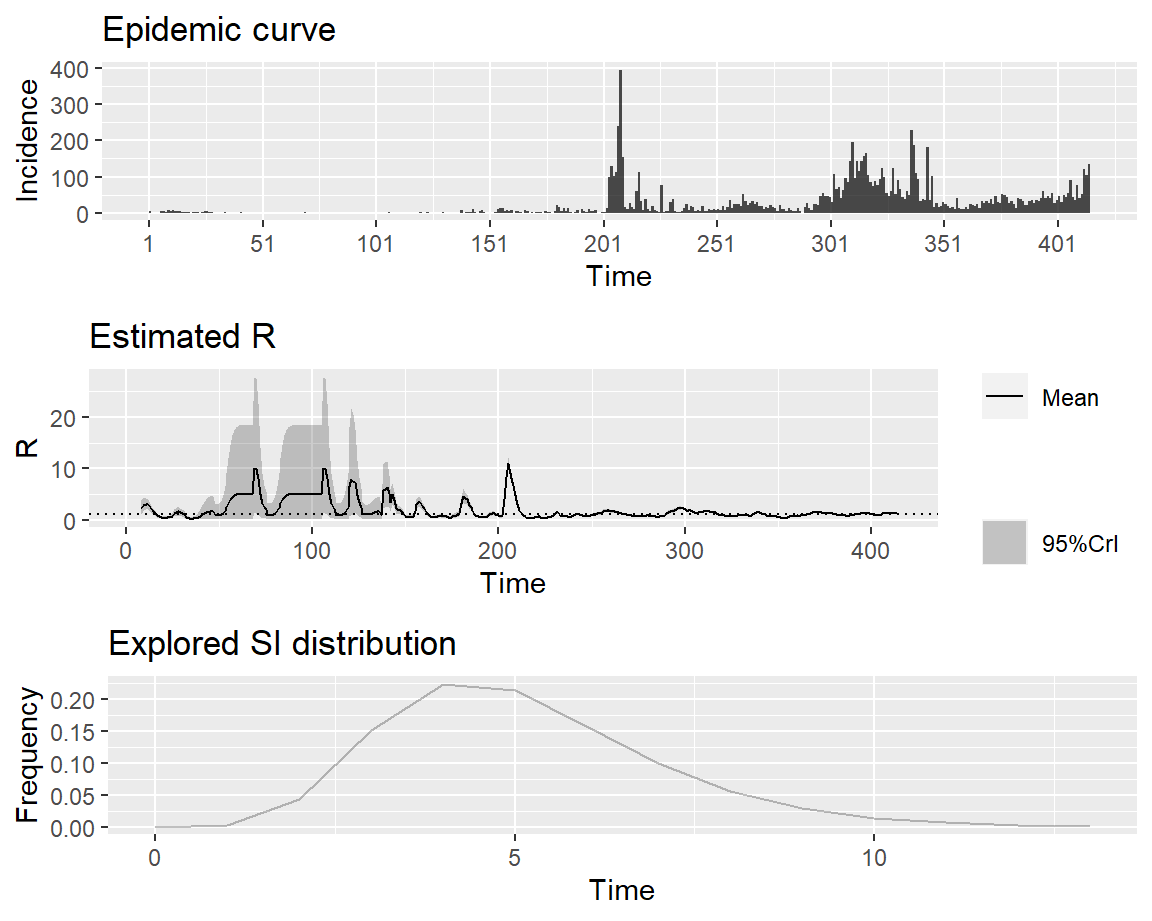 Epidemic curve
400
300
200
100
0
Incidence
1 51 101 151 201 251 301 351 401
Time
Estimated R
20
10
0
R
0 100 200 300 400
Time
Mean
95%CrI
Explored SI distribution
0.20
0.15
0.10
0.05
0.00
Frequency
0 5 10
Time